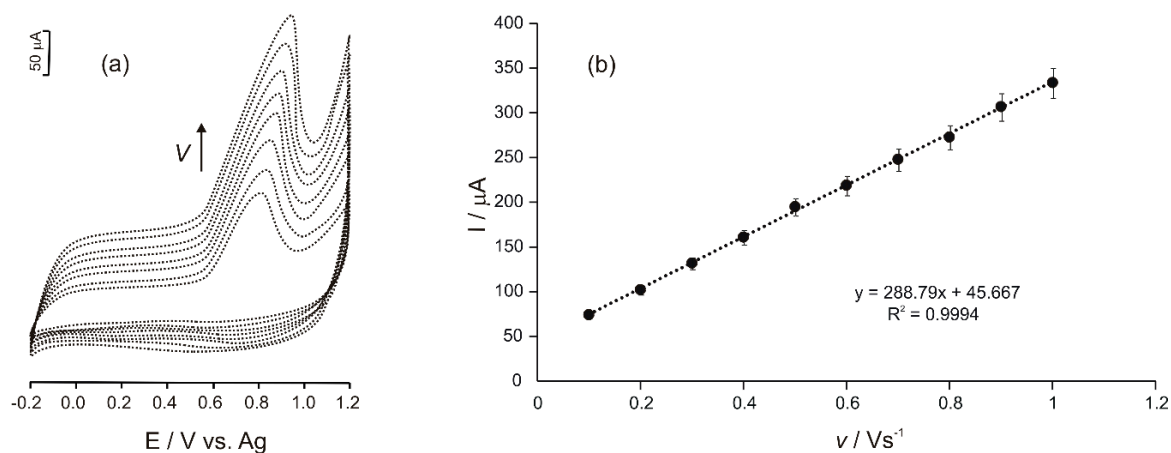 50 µA
(a)
V
-0.2 0.0 0.2 0.4 0.6 0.8 1.0 1.2
E / V vs. Ag
400
350
300
250
200
150
100
50
0
I / µA
(b)
y = 288.79x + 45.667
R² = 0.9994
0 0.2 0.4 0.6 0.8 1 1.2
v / Vs⁻¹